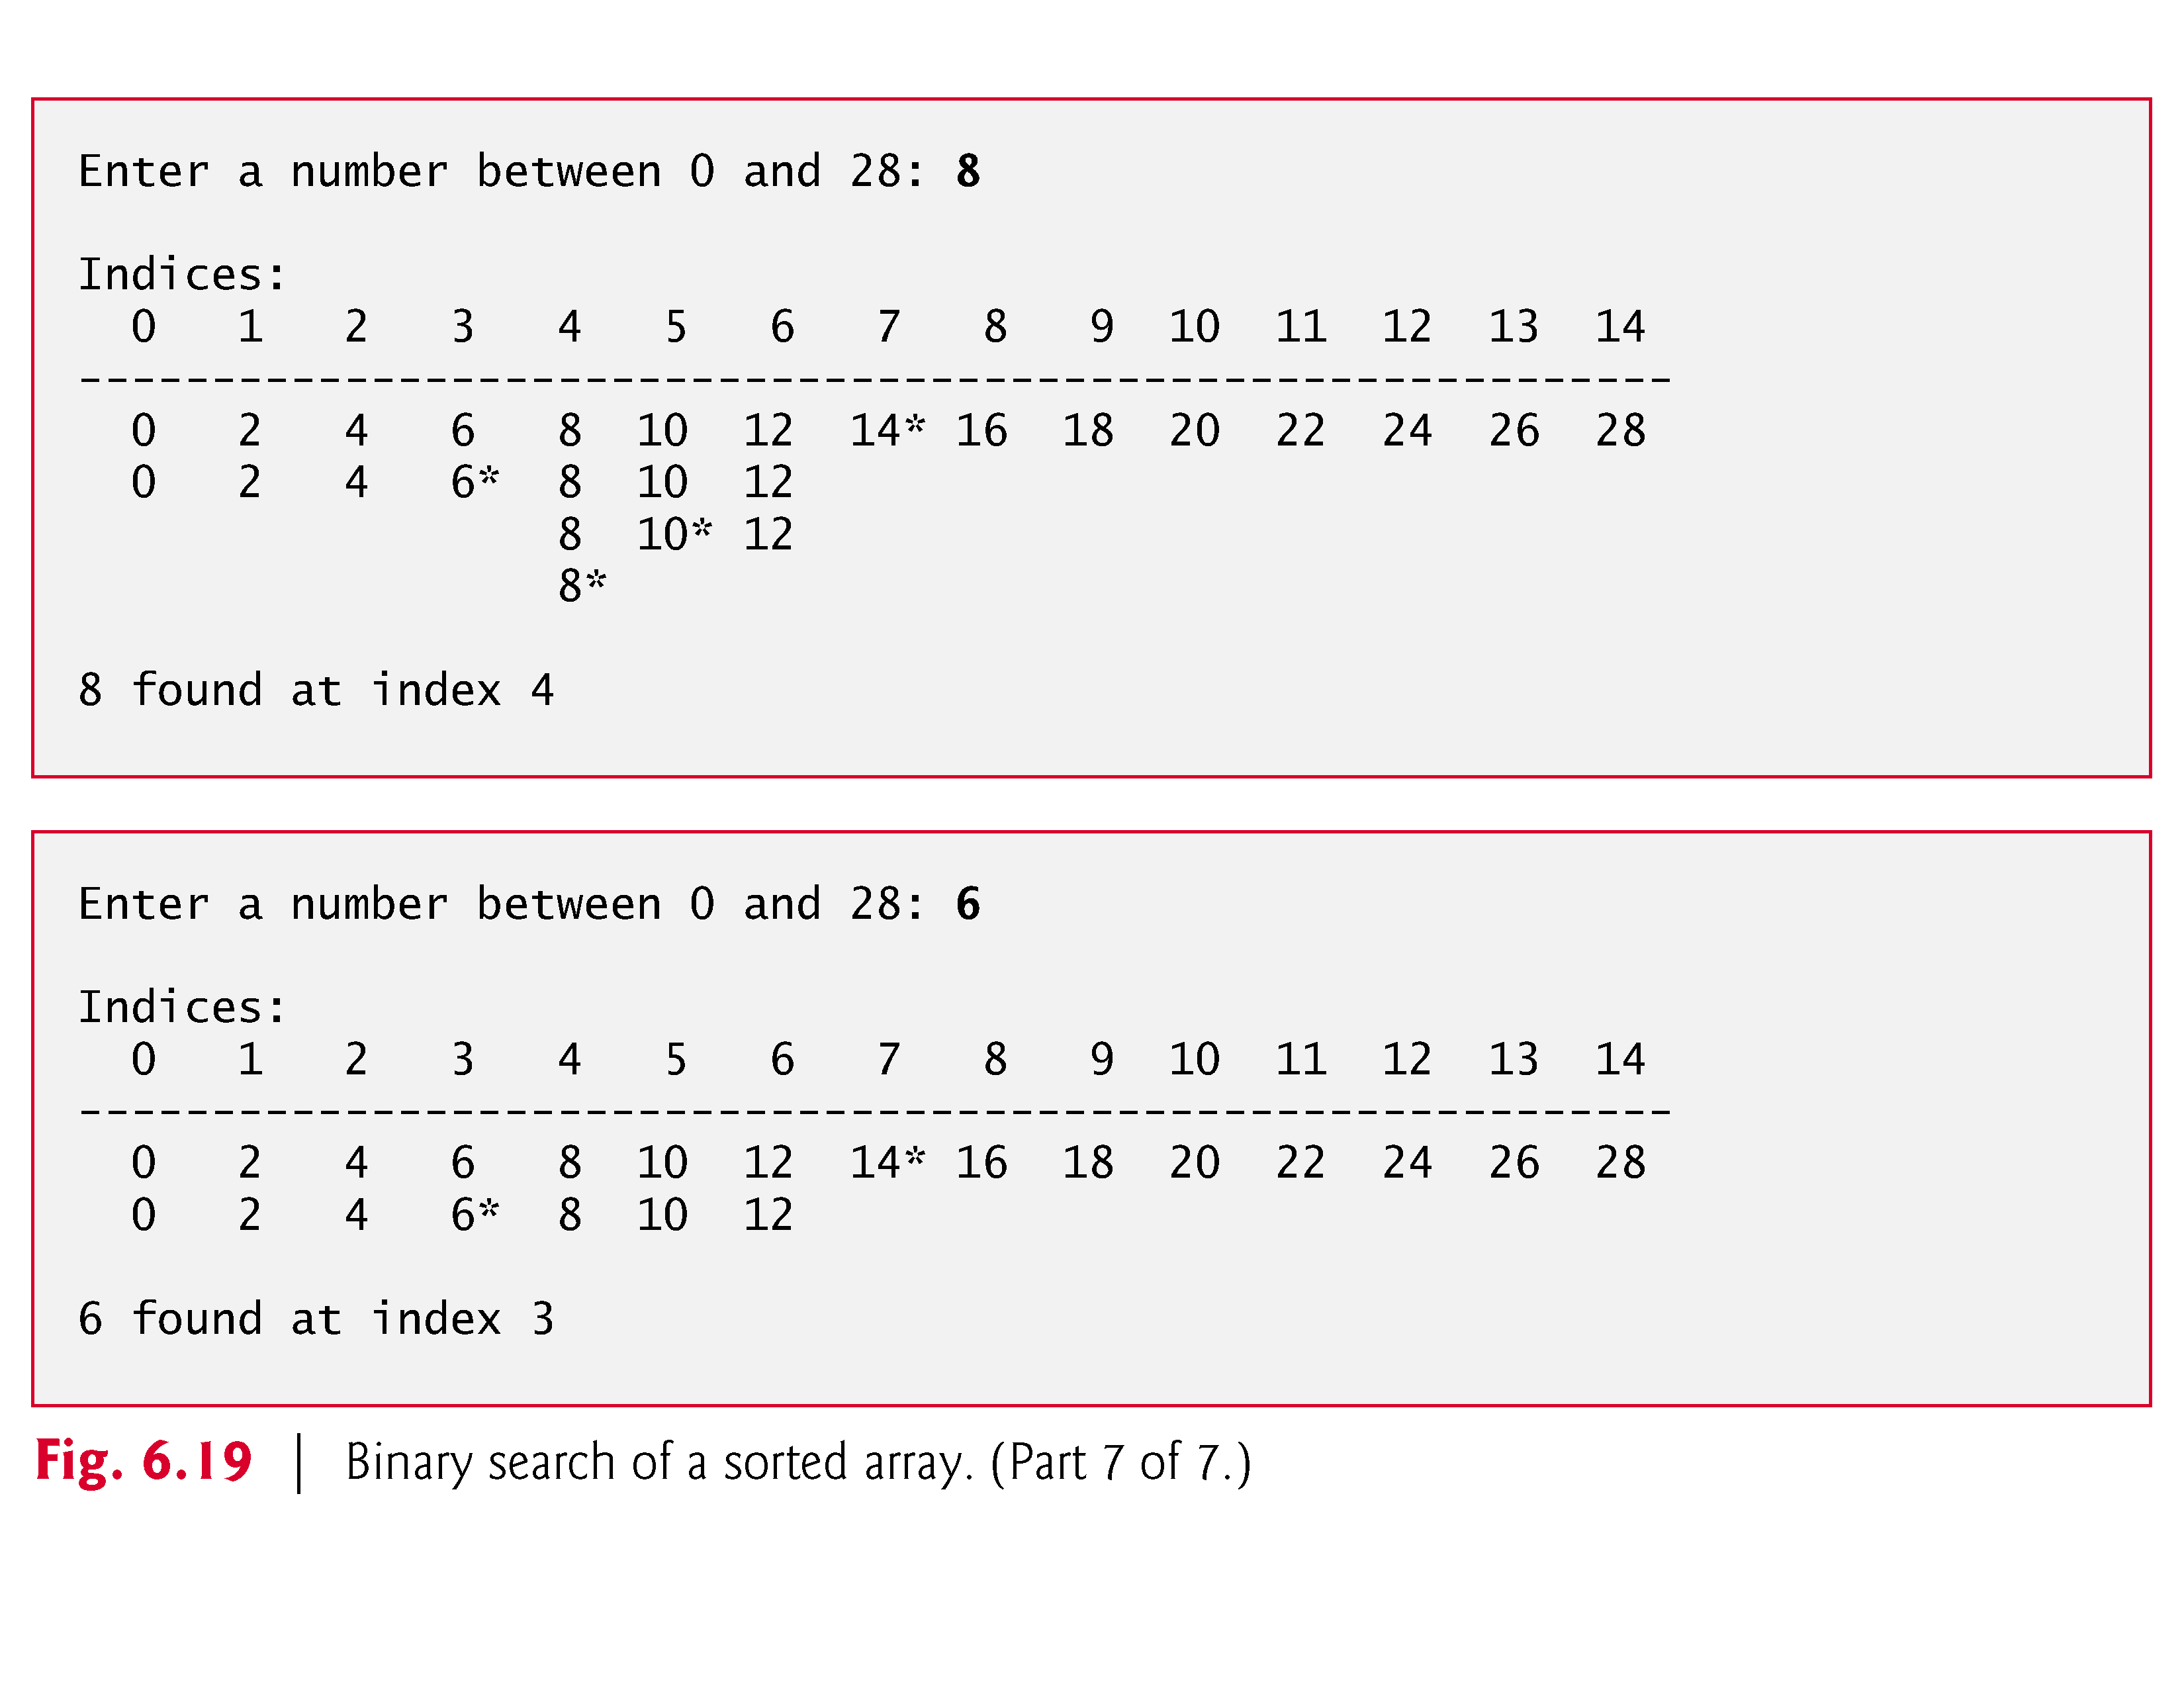 Enter a number between 0 and 28: 8
Indices:
0 1 2 3 4 5 6 7 8 9 10 11 12 13 14
------------------------------------------------------------
0 2 4 6 8 10 12 14* 16 18 20 22 24 26 28
0 2 4 6* 8 10 12
8 10* 12
8*
8 found at index 4
Enter a number between 0 and 28: 6
Indices:
0 1 2 3 4 5 6 7 8 9 10 11 12 13 14
------------------------------------------------------------
0 2 4 6 8 10 12 14* 16 18 20 22 24 26 28
0 2 4 6* 8 10 12
6 found at index 3
Fig. 6.19 | Binary search of a sorted array. (Part 7 of 7.)